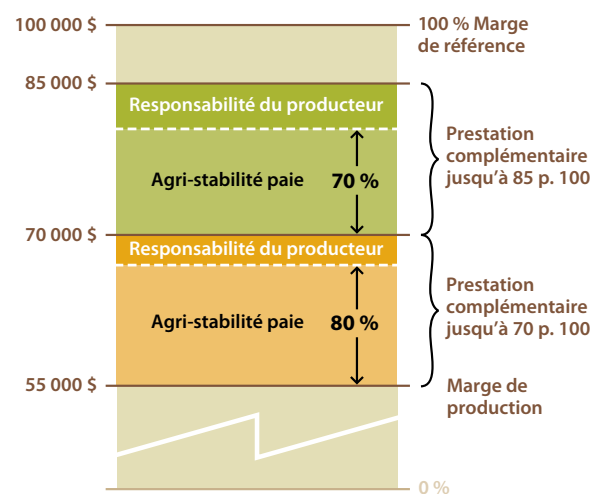 100 000 $
100 % Marge
de référence
85 000 $
Responsabilité du producteur
Prestation
complémentaire
jusqu'à 85 p. 100
Agri-stabilité paie 70 %
70 000 $
Responsabilité du producteur
Prestation
complémentaire
jusqu'à 70 p. 100
Agri-stabilité paie 80 %
55 000 $
Marge de
production
0 %